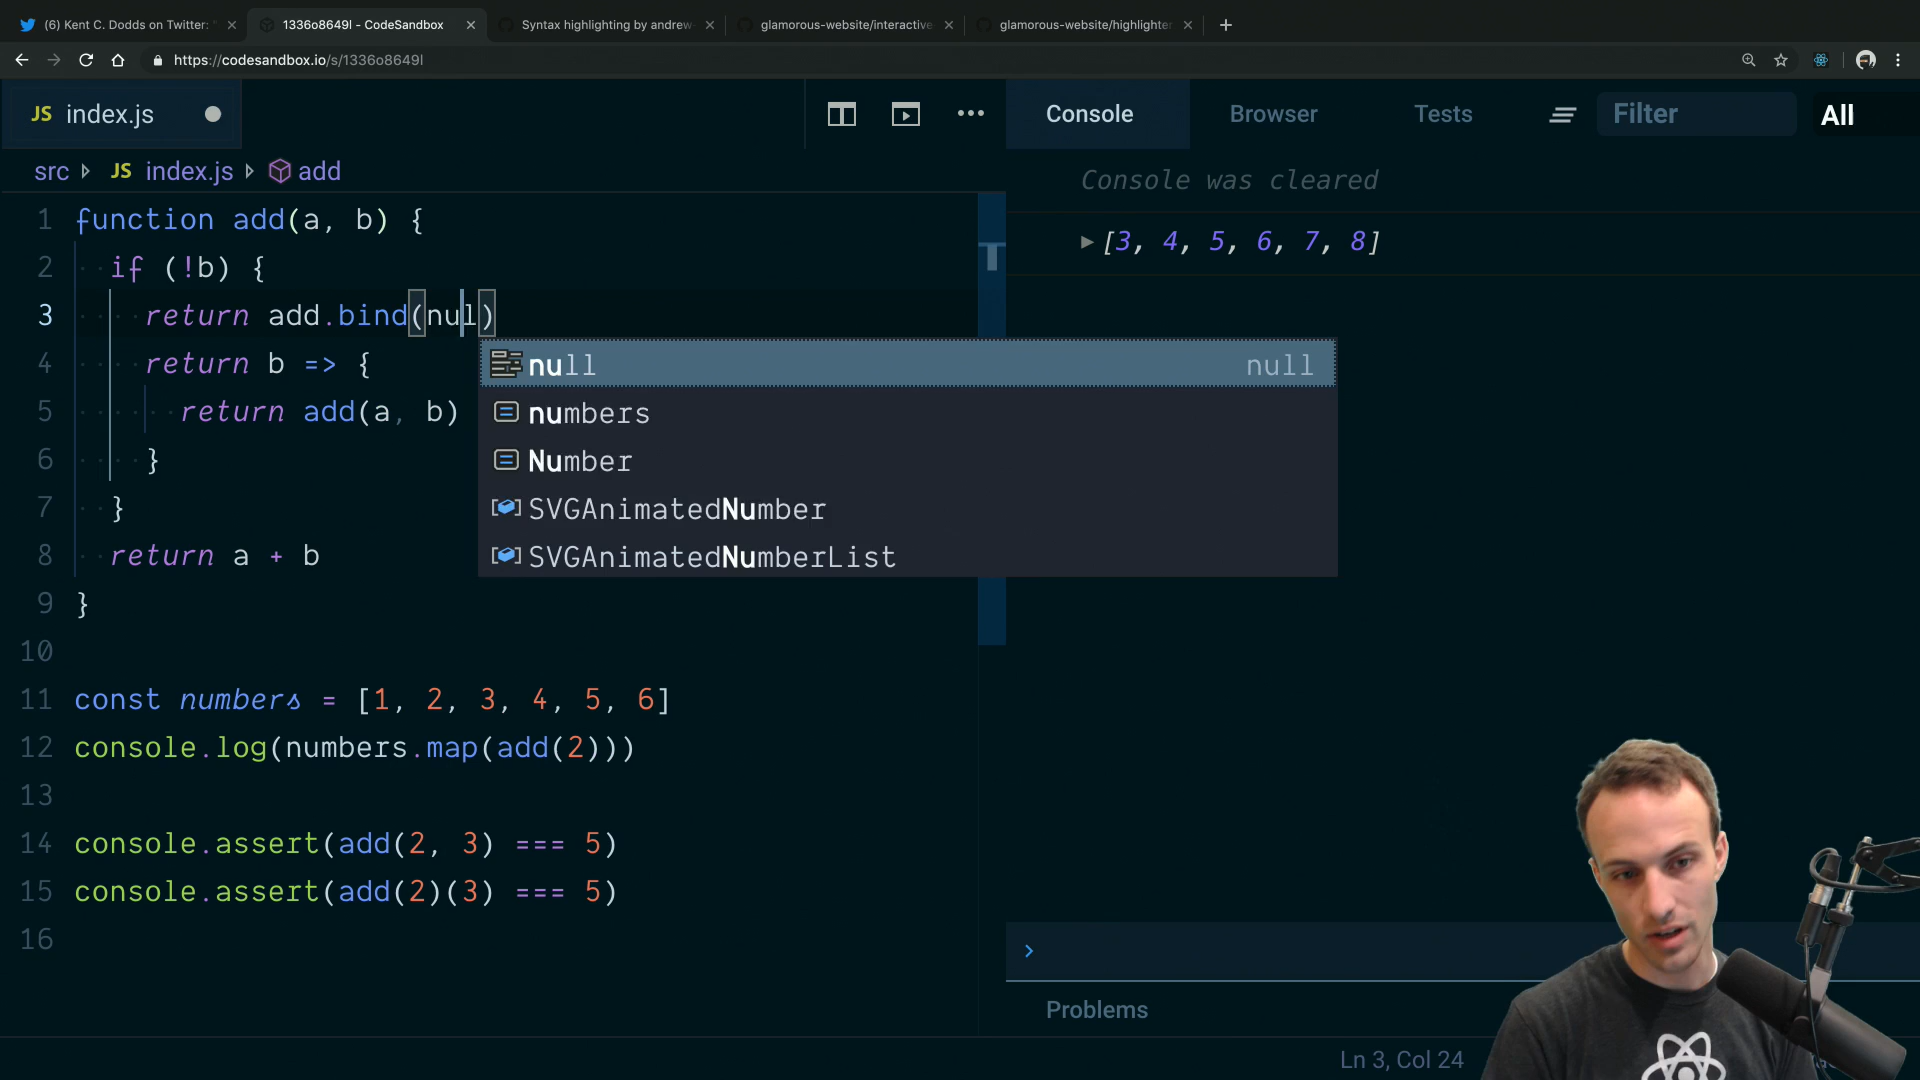 (6) Kent C. Dodds on Twitter: "
1336o8649l - CodeSandbox
Syntax highlighting by andrew-
glamorous-website/interactive
glamorous-website/highlighter
https://codesandbox.io/s/1336o8649l
JS index.js
Console
Browser
Tests
Filter
All
src JS index.js add
Console was cleared
[3, 4, 5, 6, 7, 8]
1 function add(a, b) {
2 if (!b) {
3 return add.bind(nul)
4 return b => {
5 return add(a, b)
6 }
7 }
8 return a + b
9 }
10
11 const numbers = [1, 2, 3, 4, 5, 6]
12 console.log(numbers.map(add(2)))
13
14 console.assert(add(2, 3) === 5)
15 console.assert(add(2)(3) === 5)
16
null null
numbers
Number
SVGAnimatedNumber
SVGAnimatedNumberList
Problems
Ln 3, Col 24